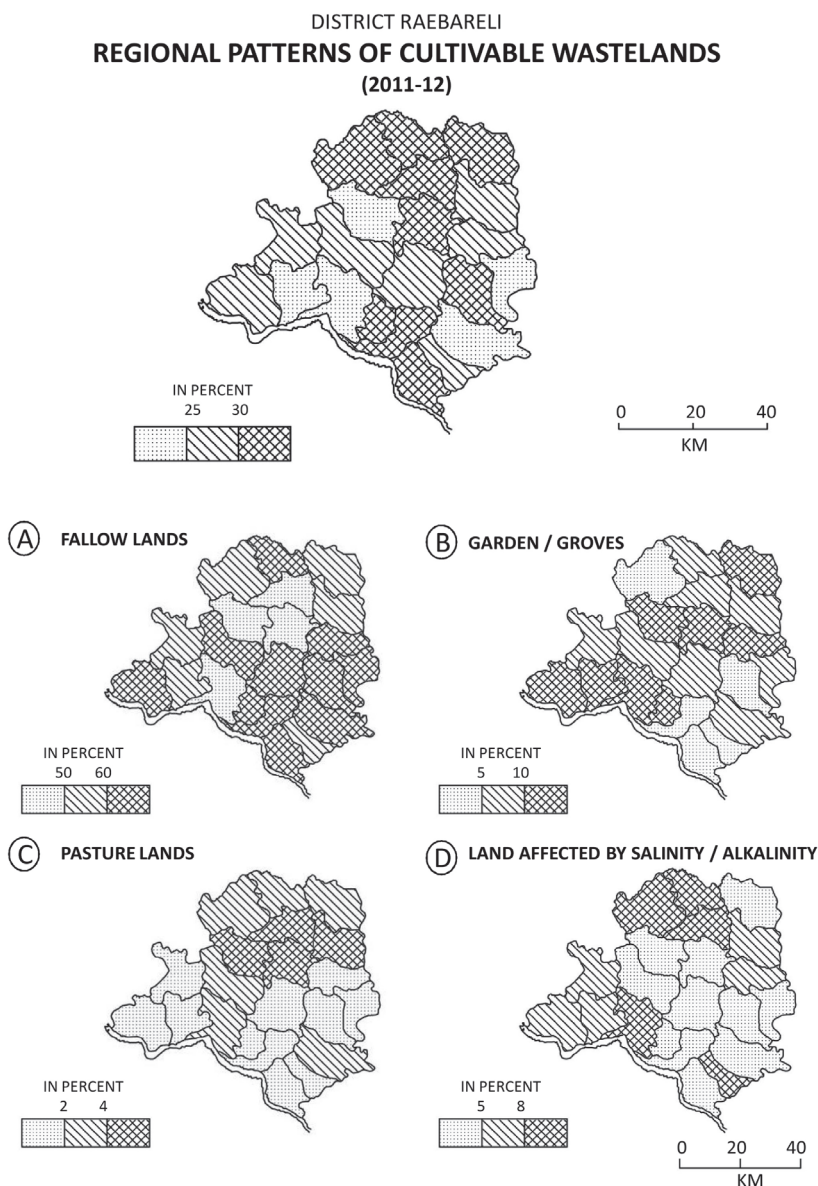 DISTRICT RAEBARELI
REGIONAL PATTERNS OF CULTIVABLE WASTELANDS
(2011-12)
IN PERCENT
25 30
0 20 40
KM
A FALLOW LANDS
IN PERCENT
50 60
B GARDEN / GROVES
IN PERCENT
5 10
C PASTURE LANDS
IN PERCENT
2 4
D LAND AFFECTED BY SALINITY / ALKALINITY
IN PERCENT
5 8
0 20 40
KM